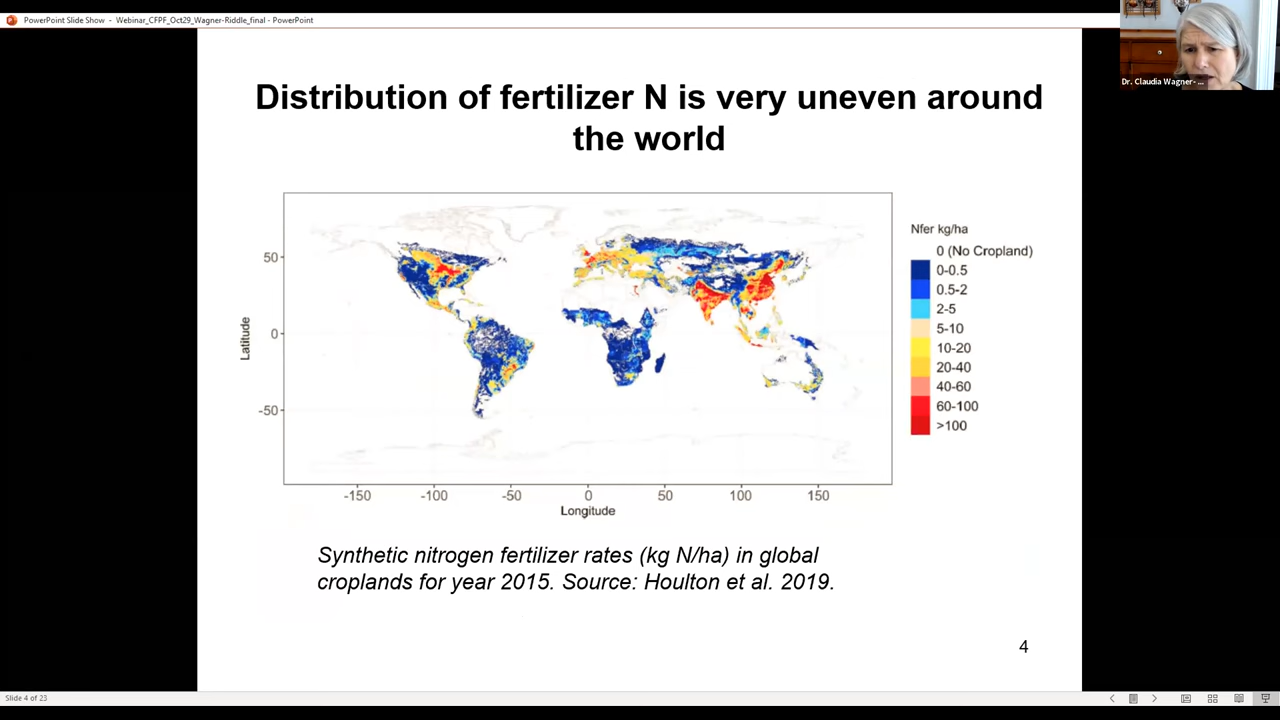 PowerPoint Slide Show - Webinar_CFPF_Oct29_Wagner-Riddle_final - PowerPoint
Dr. Claudia Wagner- ...
Distribution of fertilizer N is very uneven around
the world
Nfer kg/ha
0 (No Cropland)
0-0.5
0.5-2
2-5
5-10
10-20
20-40
40-60
60-100
>100
Latitude
50
0
-50
-150
-100
-50
0
50
100
150
Longitude
Synthetic nitrogen fertilizer rates (kg N/ha) in global
croplands for year 2015. Source: Houlton et al. 2019.
4
Slide 4 of 23